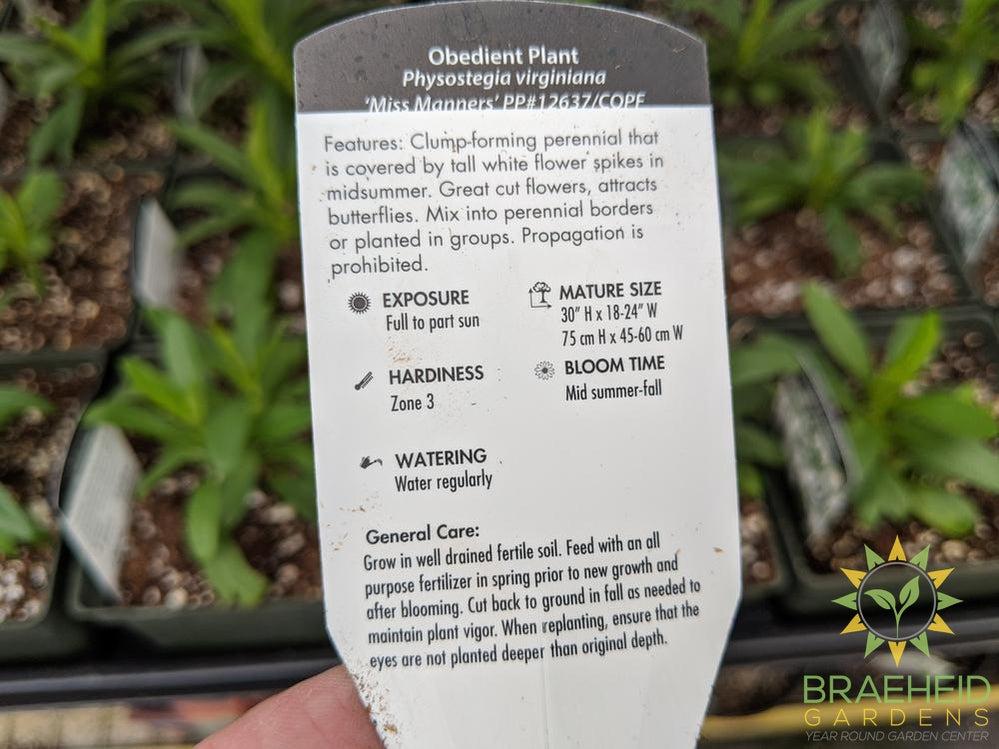 Obedient Plant
Physostegia virginiana
'Miss Manners' PP#12637/COPF
Features: Clump-forming perennial that
is covered by tall white flower spikes in
midsummer. Great cut flowers, attracts
butterflies. Mix into perennial borders
or planted in groups. Propagation is
prohibited.
EXPOSURE
Full to part sun
MATURE SIZE
30" H x 18-24" W
75 cm H x 45-60 cm W
HARDINESS
Zone 3
BLOOM TIME
Mid summer-fall
WATERING
Water regularly
General Care:
Grow in well drained fertile soil. Feed with an all
purpose fertilizer in spring prior to new growth and
after blooming. Cut back to ground in fall as needed to
maintain plant vigor. When replanting, ensure that the
eyes are not planted deeper than original depth.
BRAEHEID
GARDENS
YEAR ROUND GARDEN CENTER